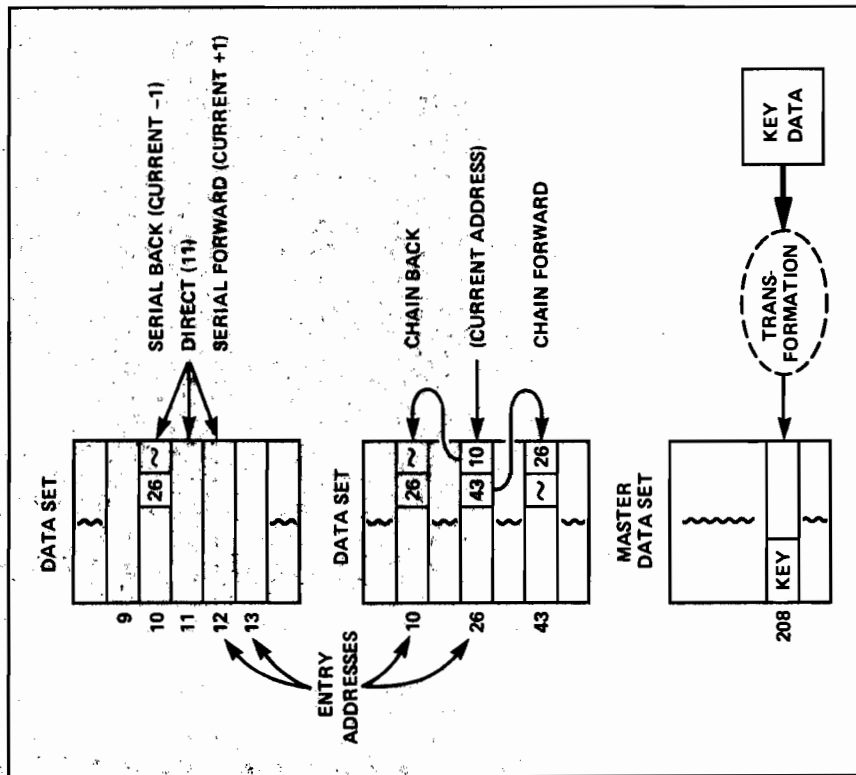 DATA SET
9
10
26
~
SERIAL BACK (CURRENT -1)
11
DIRECT (11)
12
SERIAL FORWARD (CURRENT +1)
13
ENTRY
ADDRESSES
DATA SET
10
26
~
CHAIN BACK
26
43
10
(CURRENT ADDRESS)
43
~
26
CHAIN FORWARD
MASTER
DATA SET
208
KEY
TRANS-
FORMATION
KEY
DATA